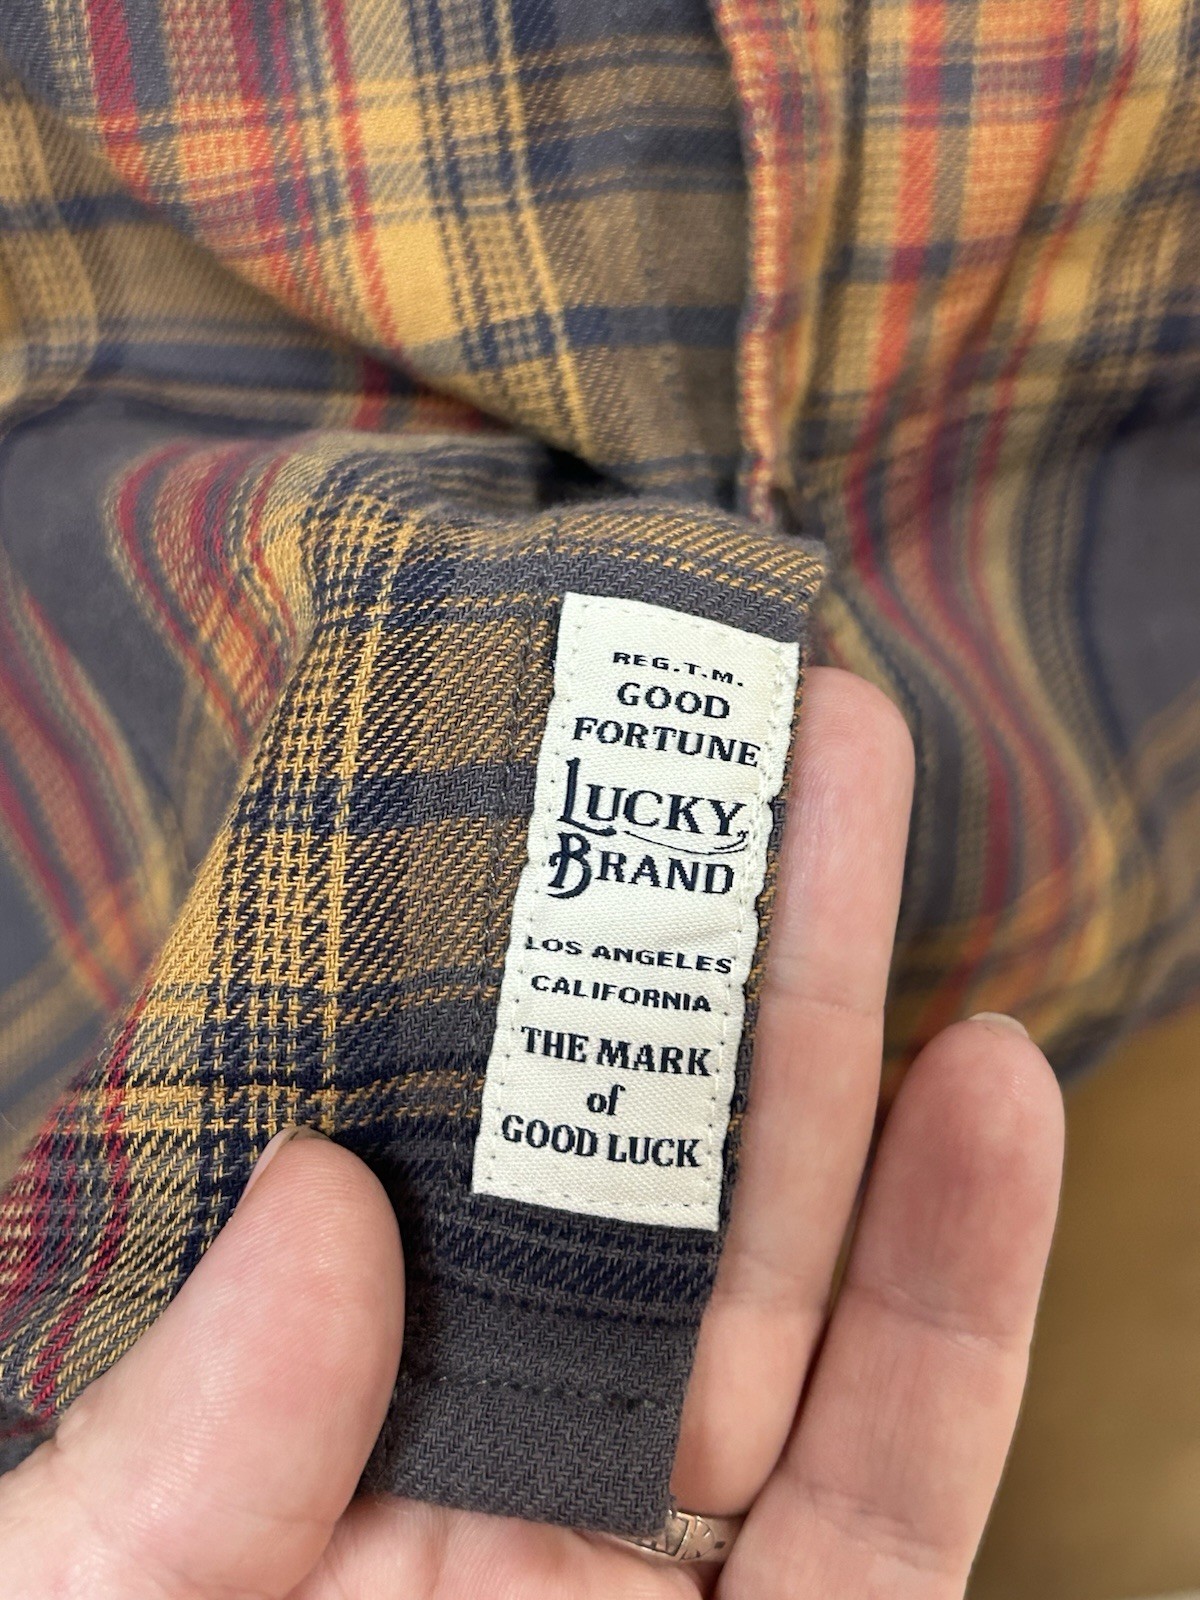 REG.T.M.
GOOD
FORTUNE
LUCKY
BRAND
LOS ANGELES
CALIFORNIA
THE MARK
of
GOOD LUCK